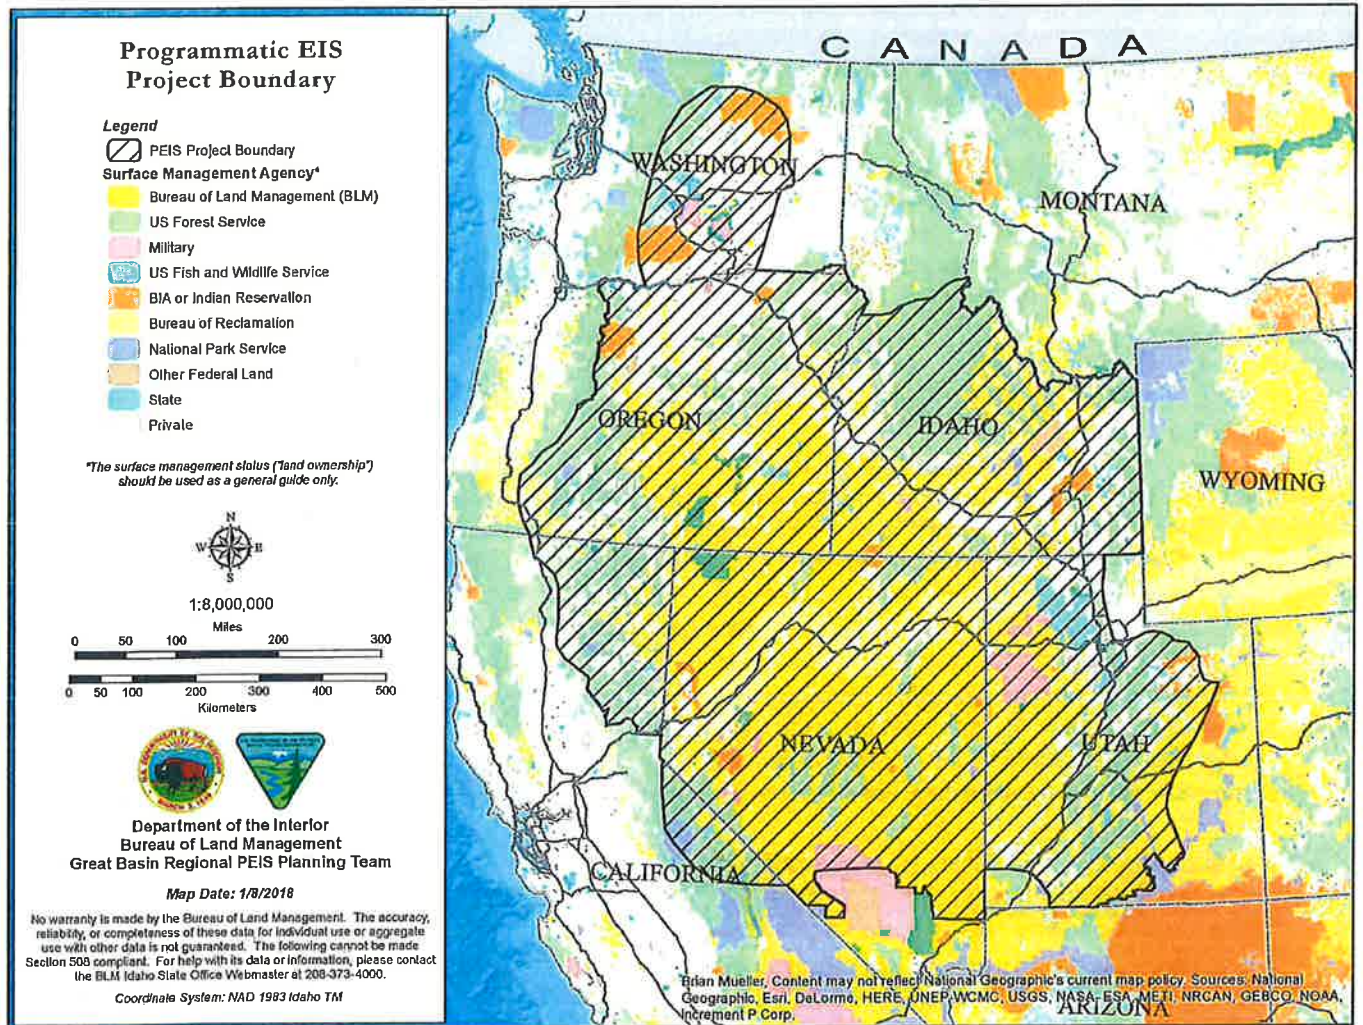 Programmatic EIS
Project Boundary
Legend
PEIS Project Boundary
Surface Management Agency*
Bureau of Land Management (BLM)
US Forest Service
Military
US Fish and Wildlife Service
BIA or Indian Reservation
Bureau of Reclamation
National Park Service
Other Federal Land
State
Private
*The surface management status ("land ownership")
should be used as a general guide only.
N
W E
S
1:8,000,000
Miles
0 50 100 200 300
0 50 100 200 300 400 500
Kilometers
Department of the Interior
Bureau of Land Management
Great Basin Regional PEIS Planning Team
Map Date: 1/8/2018
No warranty is made by the Bureau of Land Management. The accuracy,
reliability, or completeness of these data for individual use or aggregate
use with other data is not guaranteed. The following cannot be made
Section 508 compliant. For help with its data or information, please contact
the BLM Idaho State Office Webmaster at 208-373-4000.
Coordinate System: NAD 1983 Idaho TM
CANADA
WASHINGTON
MONTANA
OREGON
IDAHO
WYOMING
NEVADA
UTAH
CALIFORNIA
ARIZONA
Brian Mueller, Content may not reflect National Geographic's current map policy. Sources: National
Geographic, Esri, DeLorme, HERE, UNEP-WCMC, USGS, NASA, ESA, METI, NRCAN, GEBCO, NOAA,
Increment P Corp.